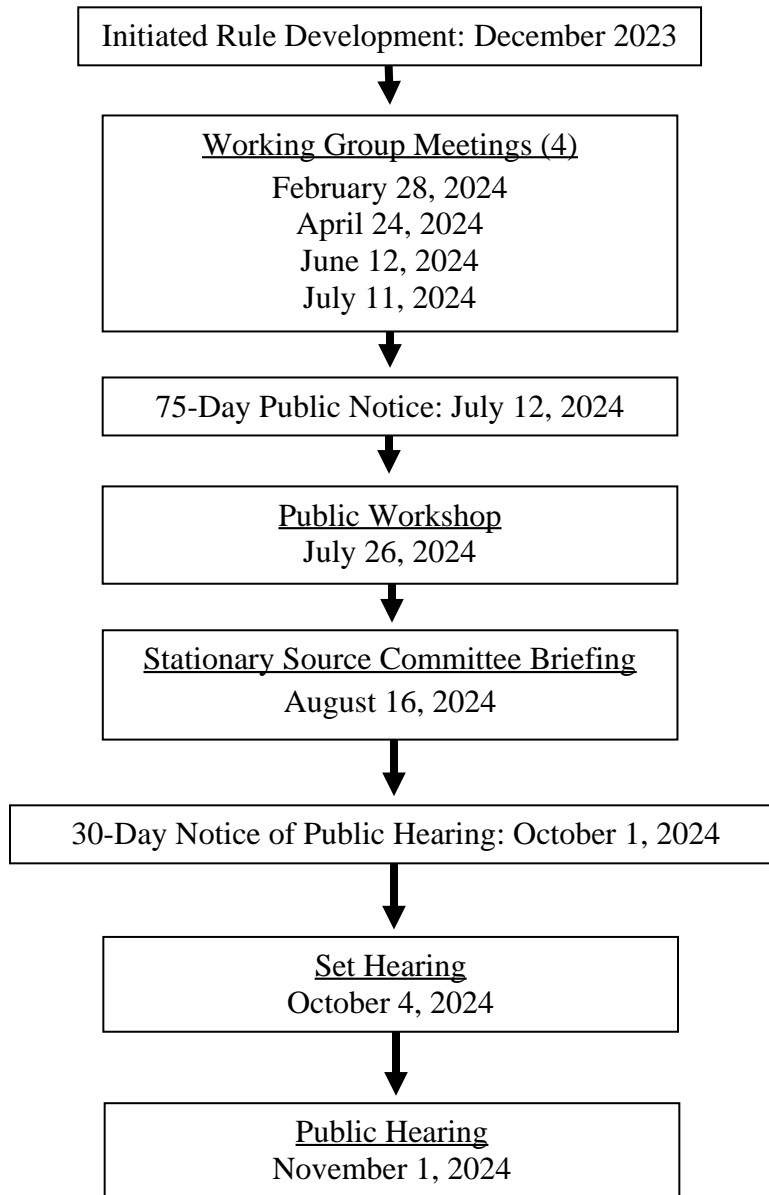 Initiated Rule Development: December 2023
Working Group Meetings (4)
February 28, 2024
April 24, 2024
June 12, 2024
July 11, 2024
75-Day Public Notice: July 12, 2024
Public Workshop
July 26, 2024
Stationary Source Committee Briefing
August 16, 2024
30-Day Notice of Public Hearing: October 1, 2024
Set Hearing
October 4, 2024
Public Hearing
November 1, 2024